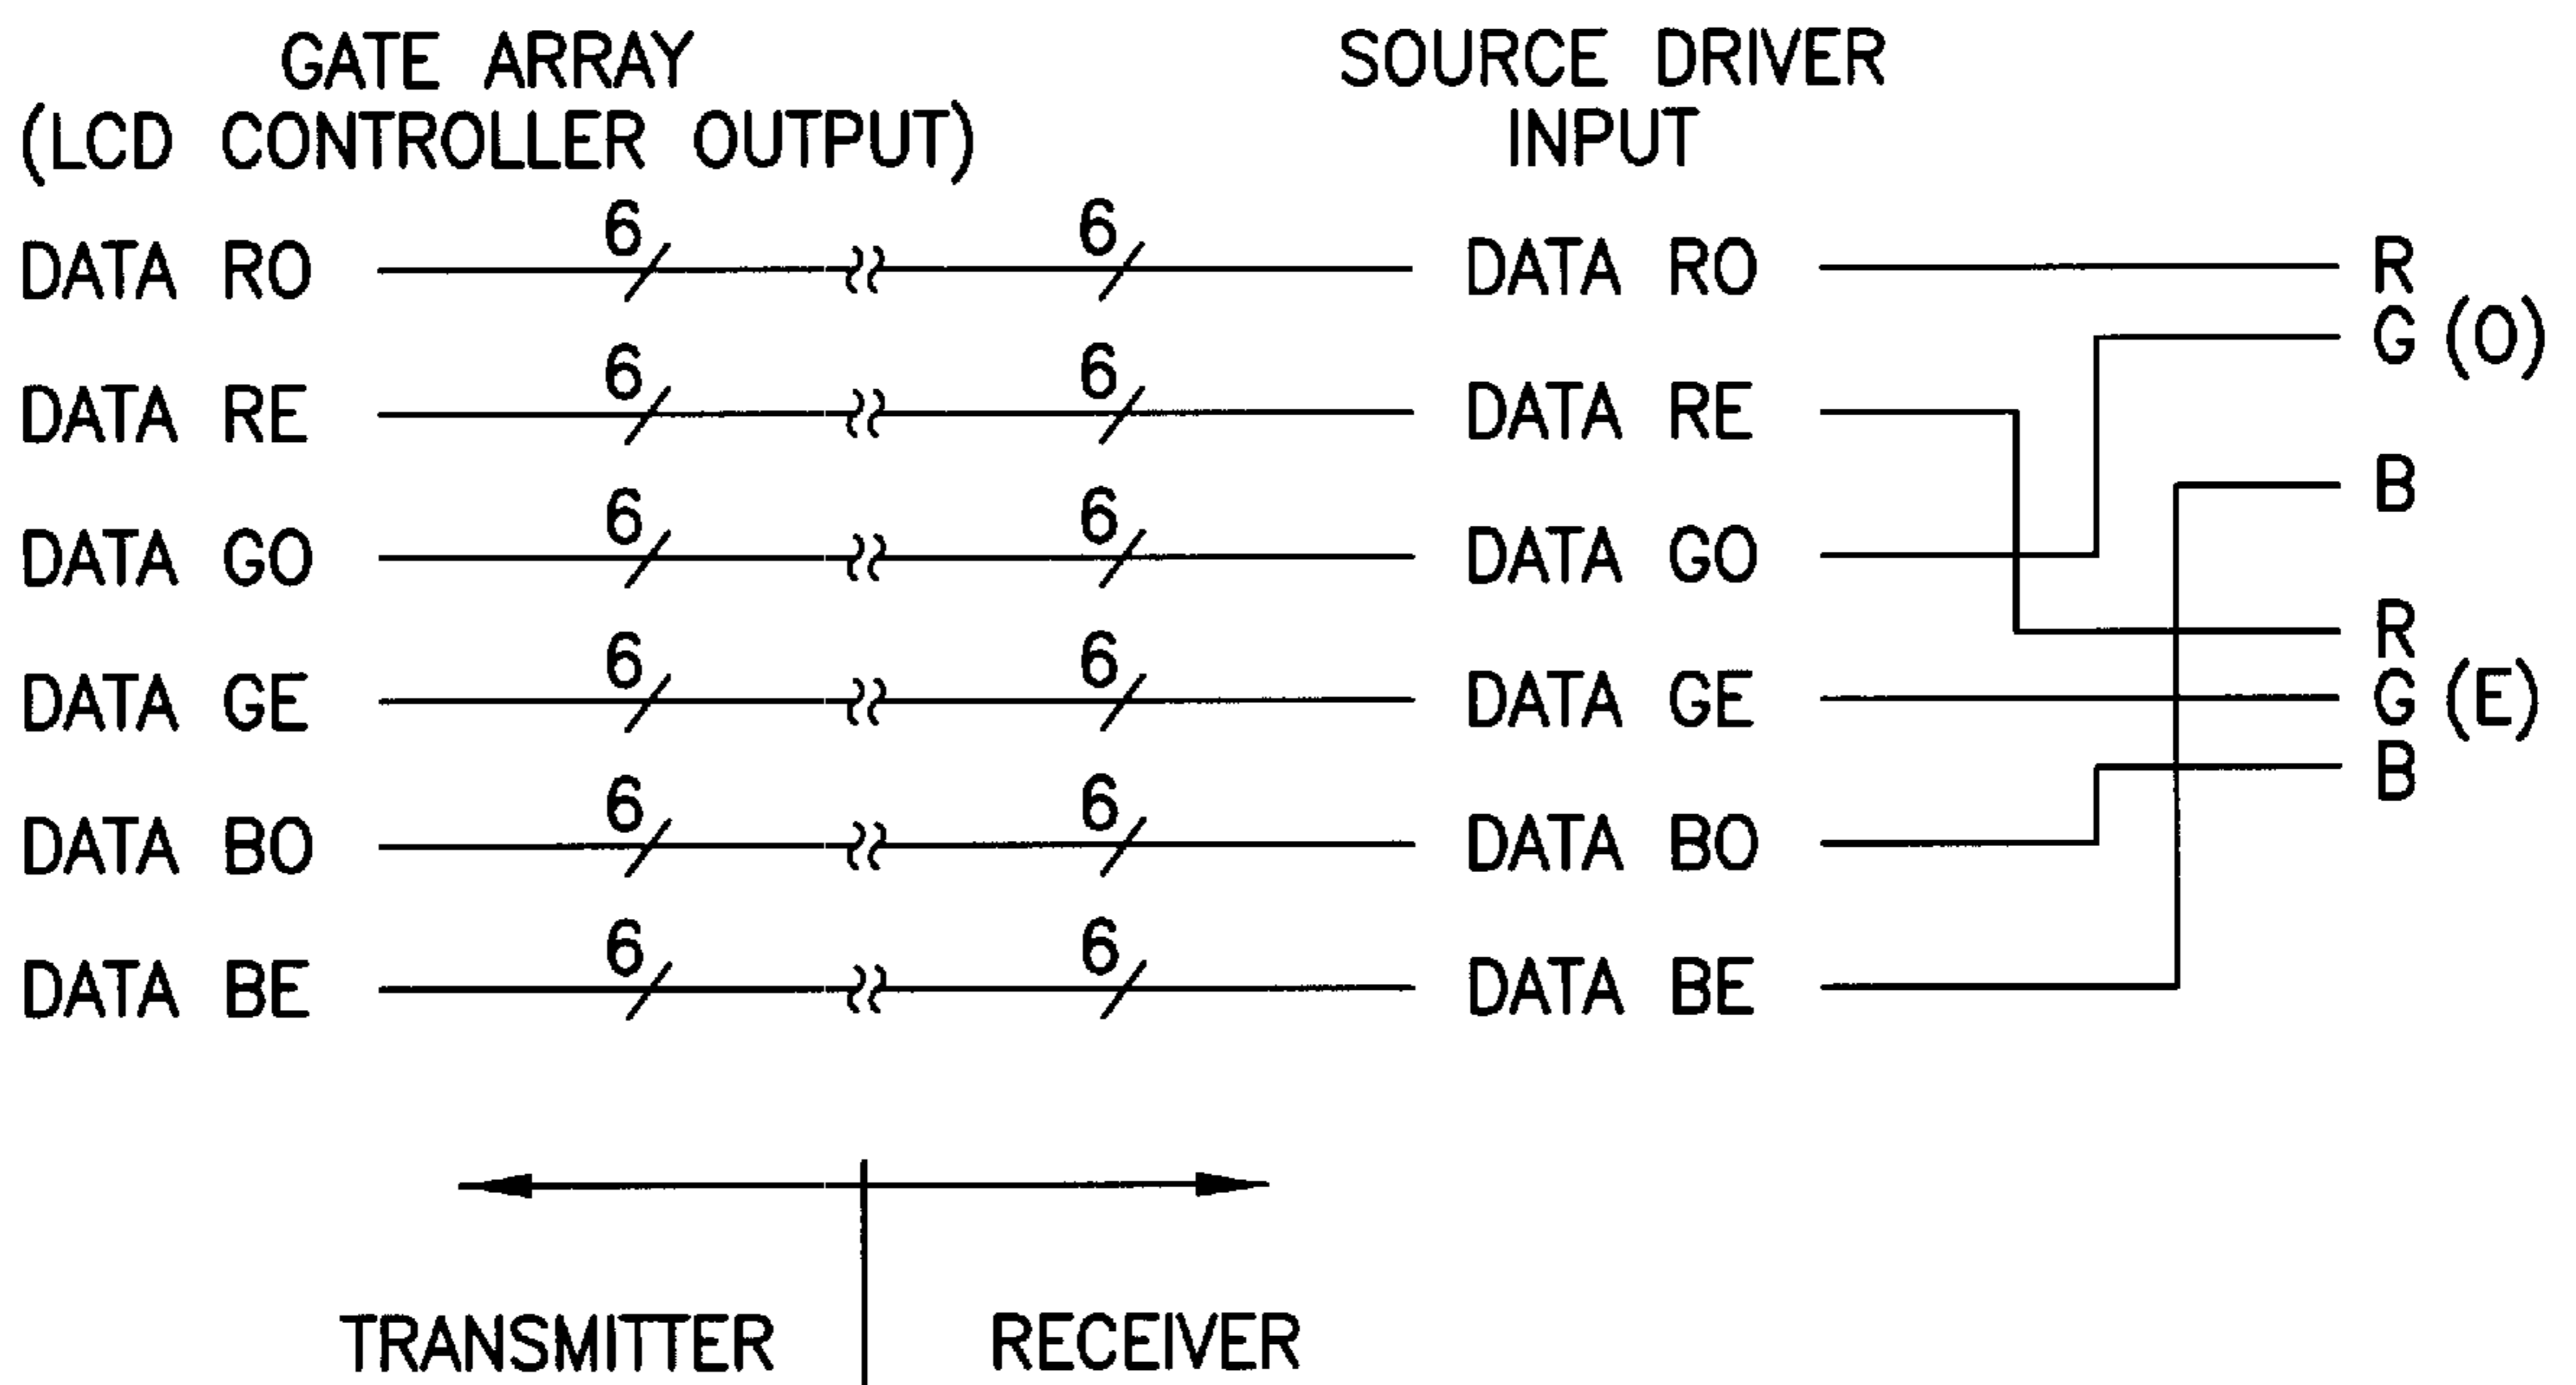 GATE ARRAY
(LCD CONTROLLER OUTPUT)
SOURCE DRIVER
INPUT
DATA RO 6 6 DATA RO R
G (O)
DATA RE 6 6 DATA RE
B
DATA GO 6 6 DATA GO
R
DATA GE 6 6 DATA GE G (E)
B
DATA BO 6 6 DATA BO
DATA BE 6 6 DATA BE
TRANSMITTER RECEIVER